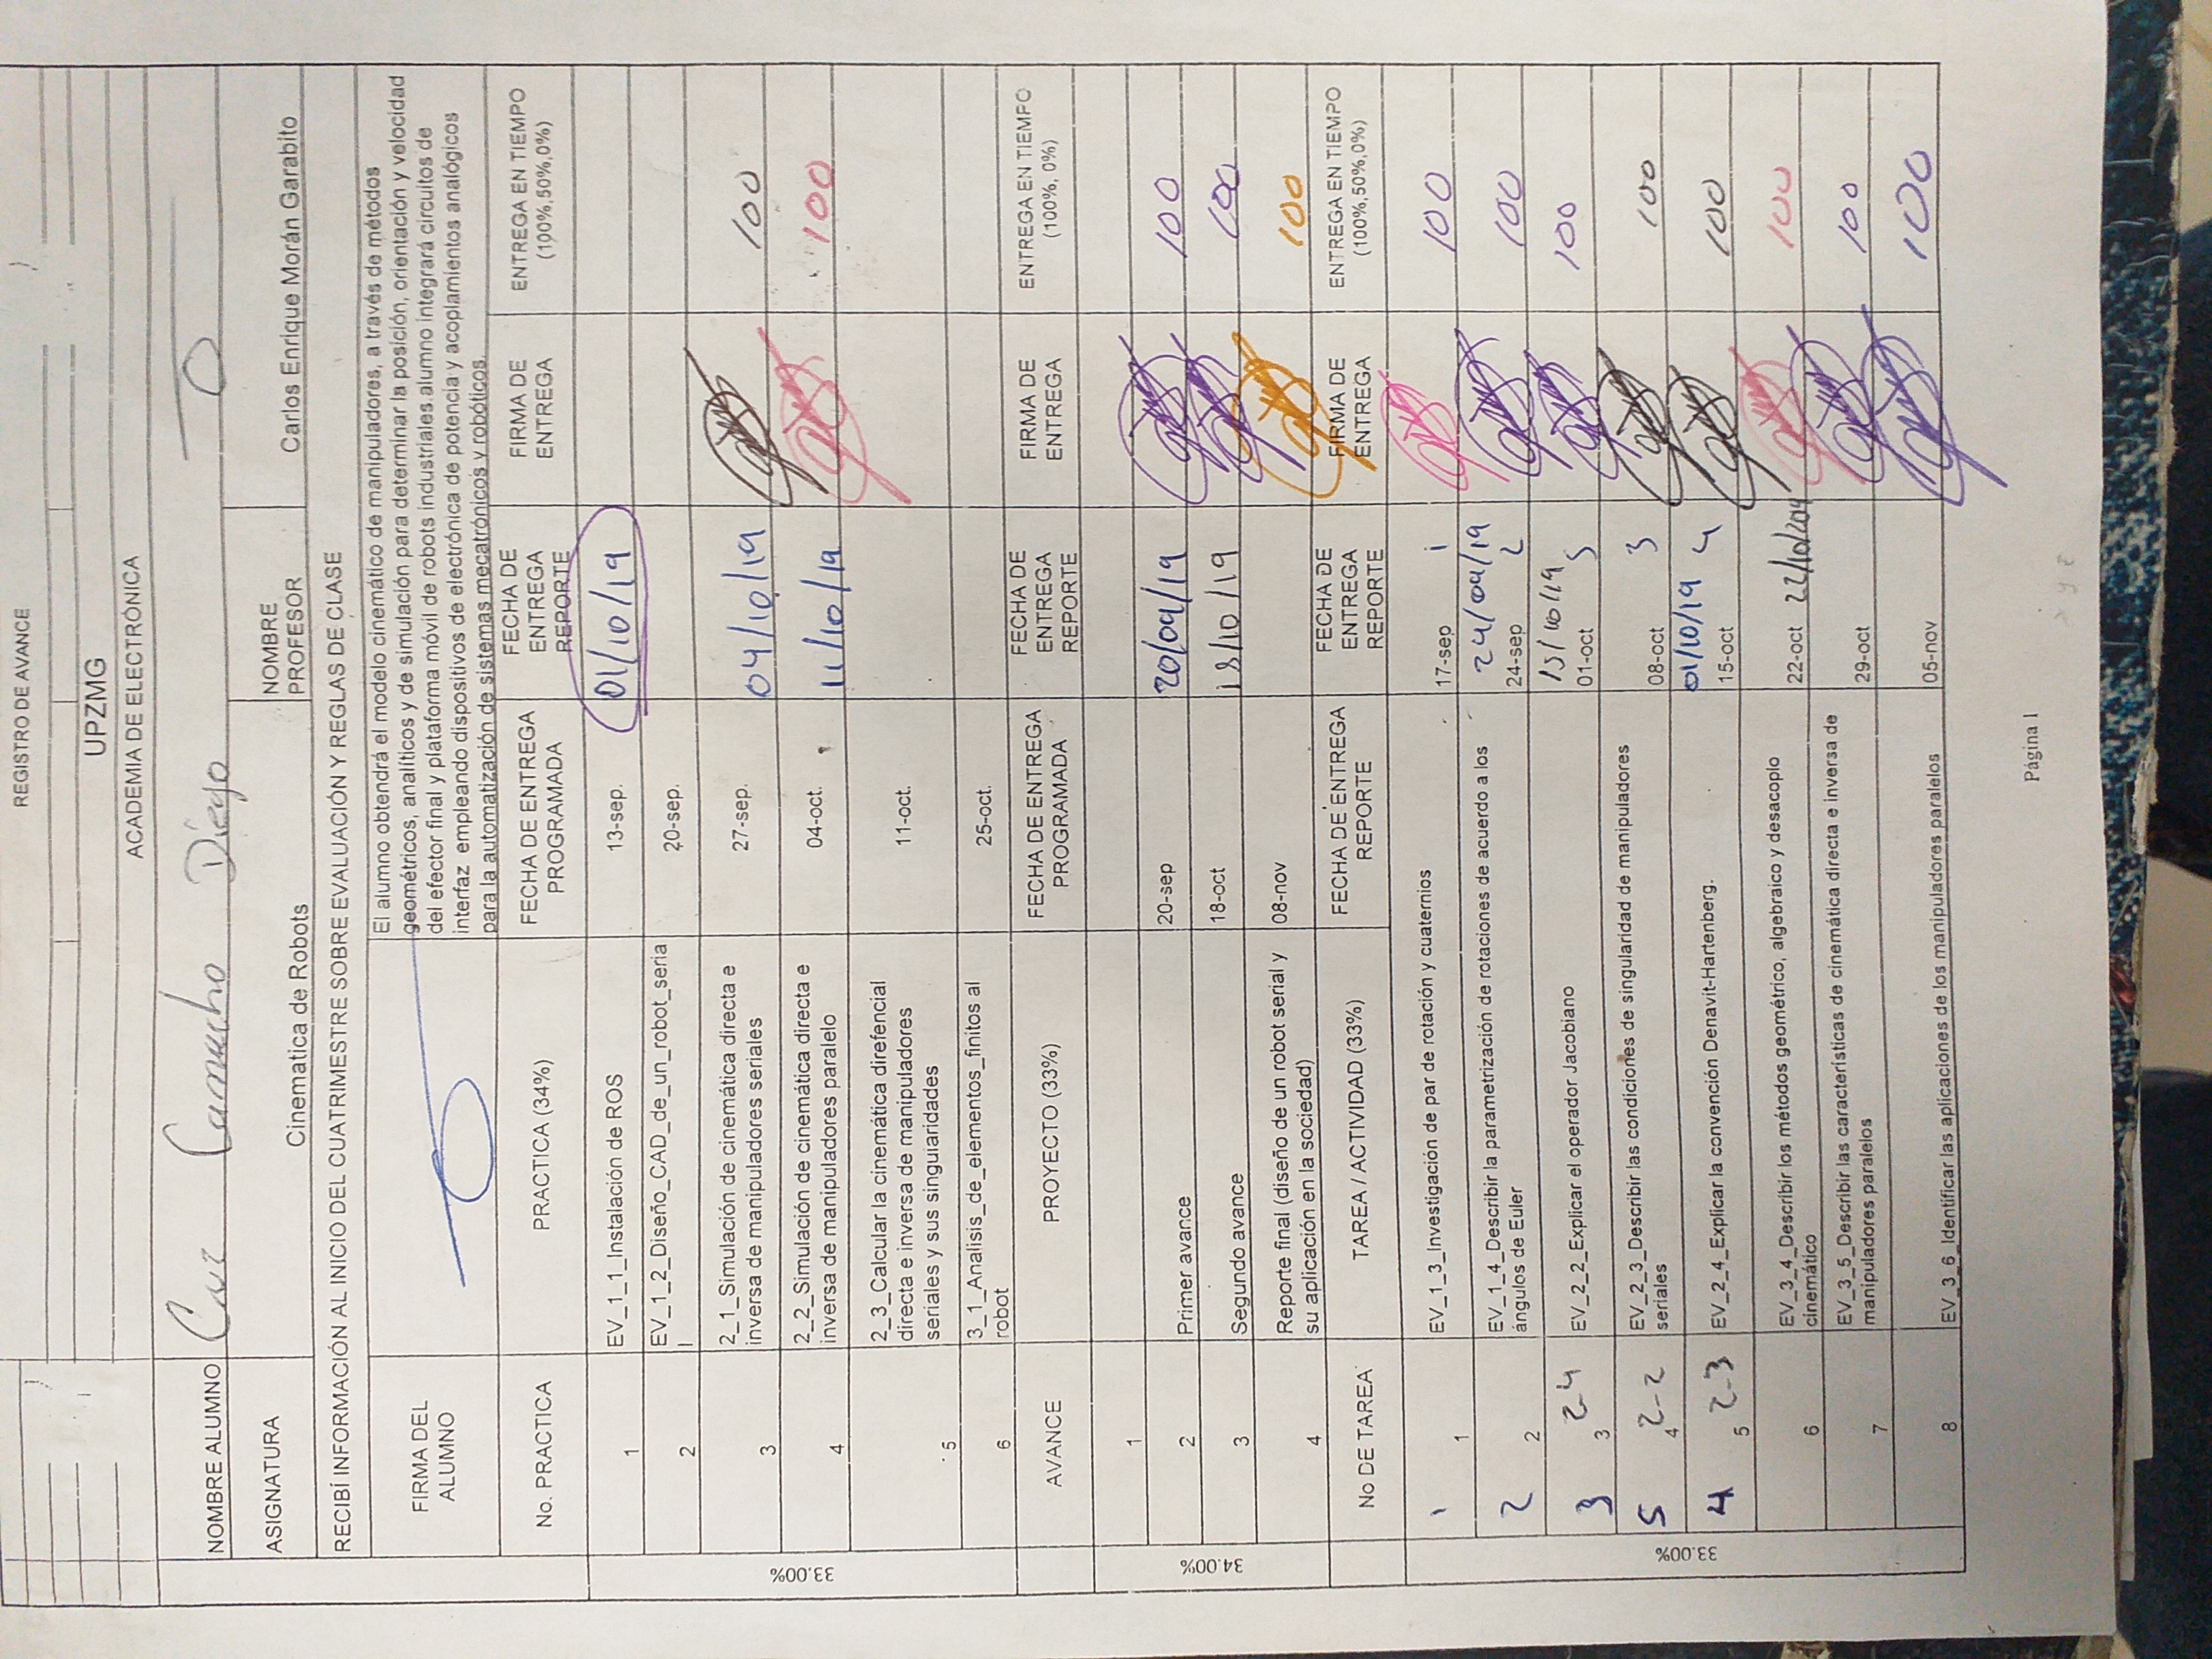 REGISTRO DE AVANCE
UPZMG
ACADEMIA DE ELECTRÓNICA
NOMBRE ALUMNO Cruz Camacho Diego
ASIGNATURA Cinematica de Robots NOMBRE PROFESOR Carlos Enrique Morán Garabito
RECIBÍ INFORMACIÓN AL INICIO DEL CUATRIMESTRE SOBRE EVALUACIÓN Y REGLAS DE CLASE
FIRMA DEL ALUMNO
El alumno obtendrá el modelo cinemático de manipuladores, a través de métodos
geométricos, analíticos y de simulación para determinar la posición, orientación y velocidad
del efector final y plataforma móvil de robots industriales.alumno integrará circuitos de
interfaz empleando dispositivos de electrónica de potencia y acoplamientos analógicos
para la automatización de sistemas mecatrónicos y robóticos.
No. PRACTICA PRACTICA (34%) FECHA DE ENTREGA PROGRAMADA FECHA DE ENTREGA REPORTE FIRMA DE ENTREGA ENTREGA EN TIEMPO (100%,50%,0%)
33.00%
1 EV_1_1_Instalación de ROS 13-sep. 01/10/19
2 EV_1_2_Diseño_CAD_de_un_robot_serial 20-sep.
3 2_1_Simulación de cinemática directa e inversa de manipuladores seriales 27-sep. 04/10/19 100
4 2_2_Simulación de cinemática directa e inversa de manipuladores paralelo 04-oct. 11/10/19 100
5 2_3_Calcular la cinemática direfencial directa e inversa de manipuladores seriales y sus singularidades 11-oct.
6 3_1_Analisis_de_elementos_finitos al robot 25-oct.
AVANCE PROYECTO (33%) FECHA DE ENTREGA PROGRAMADA FECHA DE ENTREGA REPORTE FIRMA DE ENTREGA ENTREGA EN TIEMPO (100%, 0%)
34.00%
1
2 Primer avance 20-sep 20/09/19 100
3 Segundo avance 18-oct 18/10/19 100
4 Reporte final (diseño de un robot serial y su aplicación en la sociedad) 08-nov 100
No DE TAREA TAREA / ACTIVIDAD (33%) FECHA DE ENTREGA REPORTE FECHA DE ENTREGA REPORTE FIRMA DE ENTREGA ENTREGA EN TIEMPO (100%,50%,0%)
33.00%
1 1 EV_1_3_Investigación de par de rotación y cuaternios 17-sep 1 100
2 2 EV_1_4_Describir la parametrización de rotaciones de acuerdo a los ángulos de Euler 24/09/19 24-sep 2 100
3 3 2-4 EV_2_2_Explicar el operador Jacobiano 15/10/19 01-oct 5 100
5 4 2-2 EV_2_3_Describir las condiciones de singularidad de manipuladores seriales 08-oct 3 100
4 5 2-3 EV_2_4_Explicar la convención Denavit-Hartenberg. 01/10/19 15-oct 4 100
6 EV_3_4_Describir los métodos geométrico, algebraico y desacoplo cinemático 22-oct 22/10/2019 100
7 EV_3_5_Describir las características de cinemática directa e inversa de manipuladores paralelos 29-oct 100
8 EV_3_6_Identificar las aplicaciones de los manipuladores paralelos 05-nov 100
Página 1